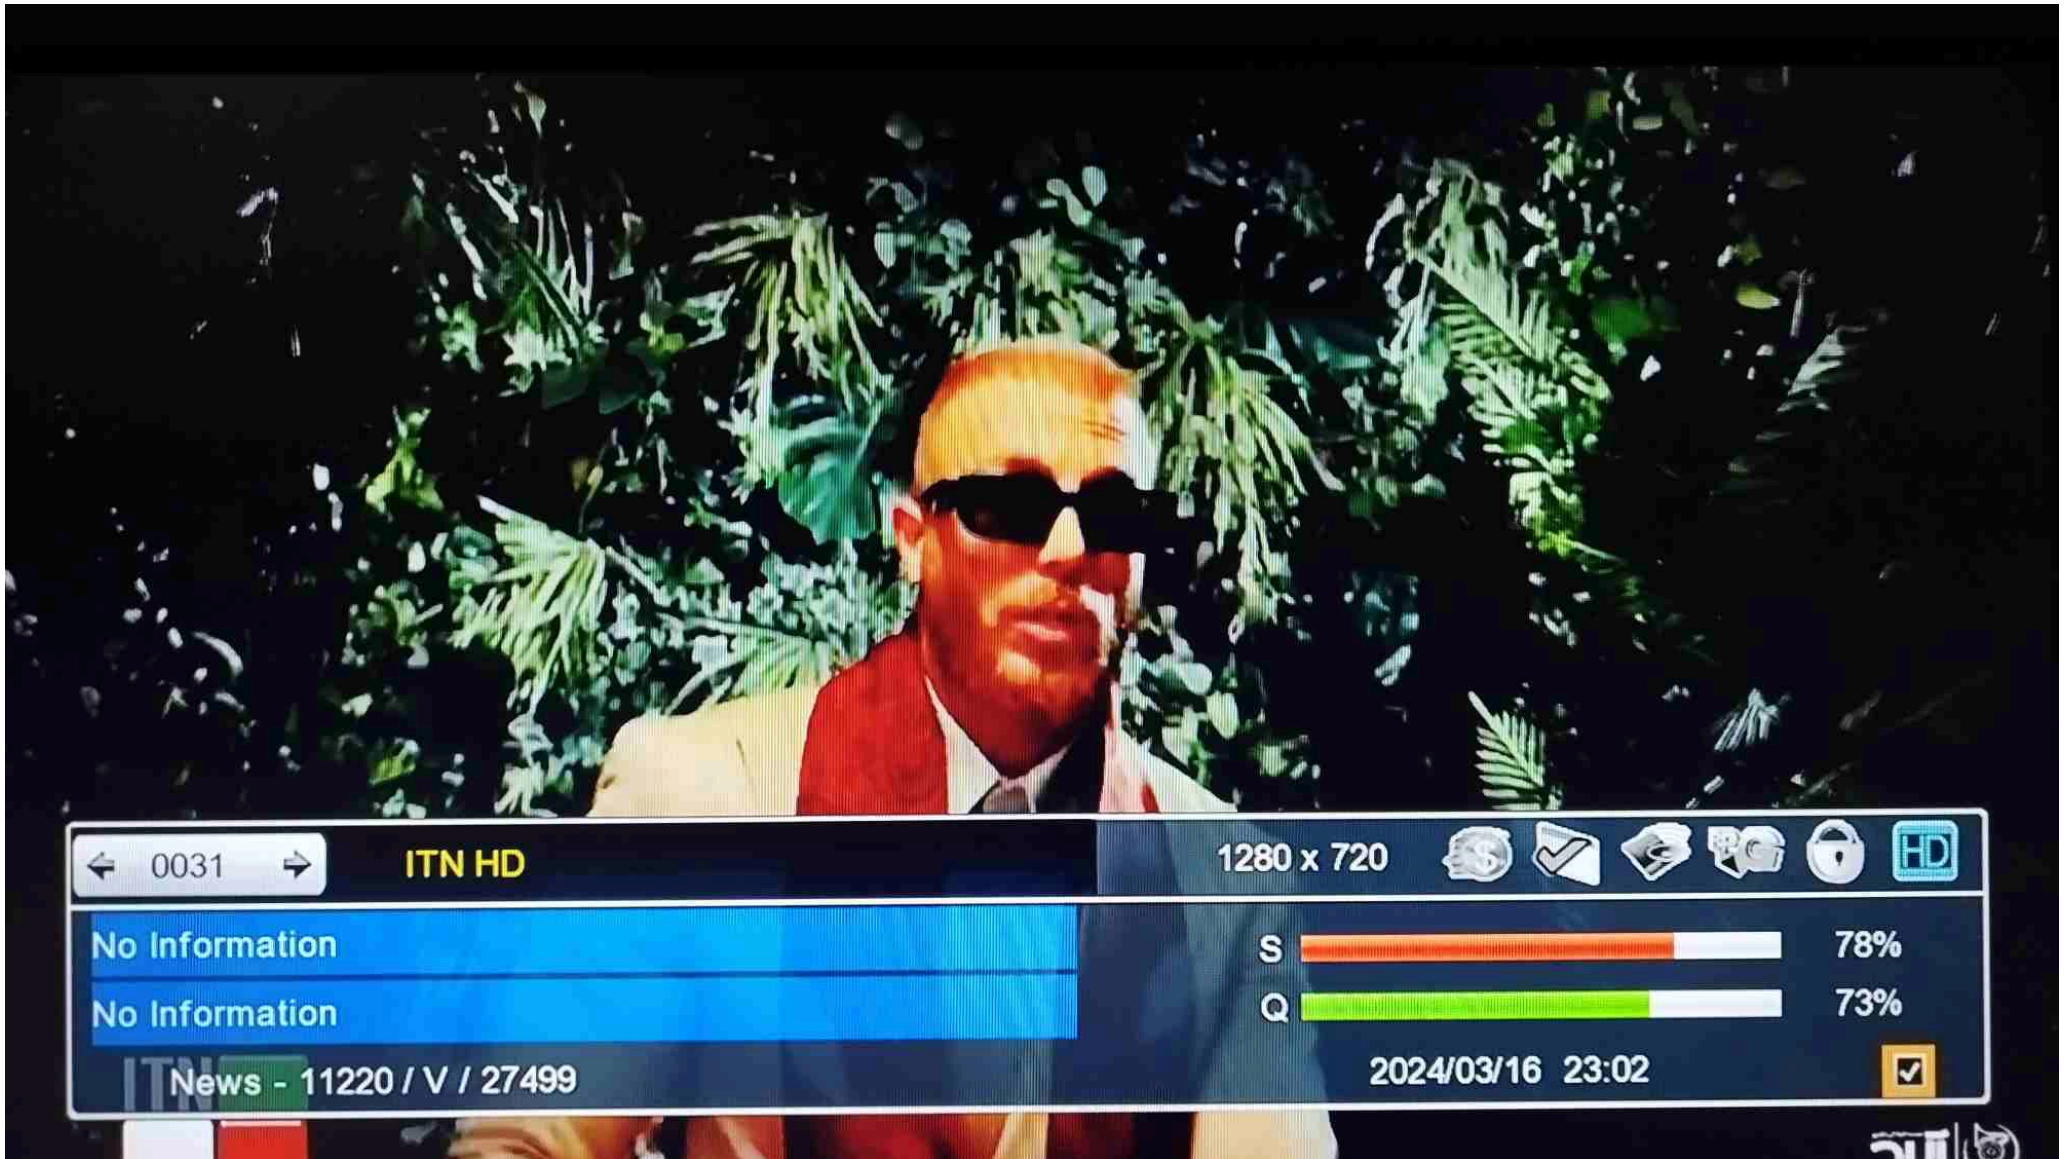 0031 ITN HD 1280 x 720 HD
No Information
S 78%
No Information
Q 73%
ITN
News - 11220 / V / 27499 2024/03/16 23:02